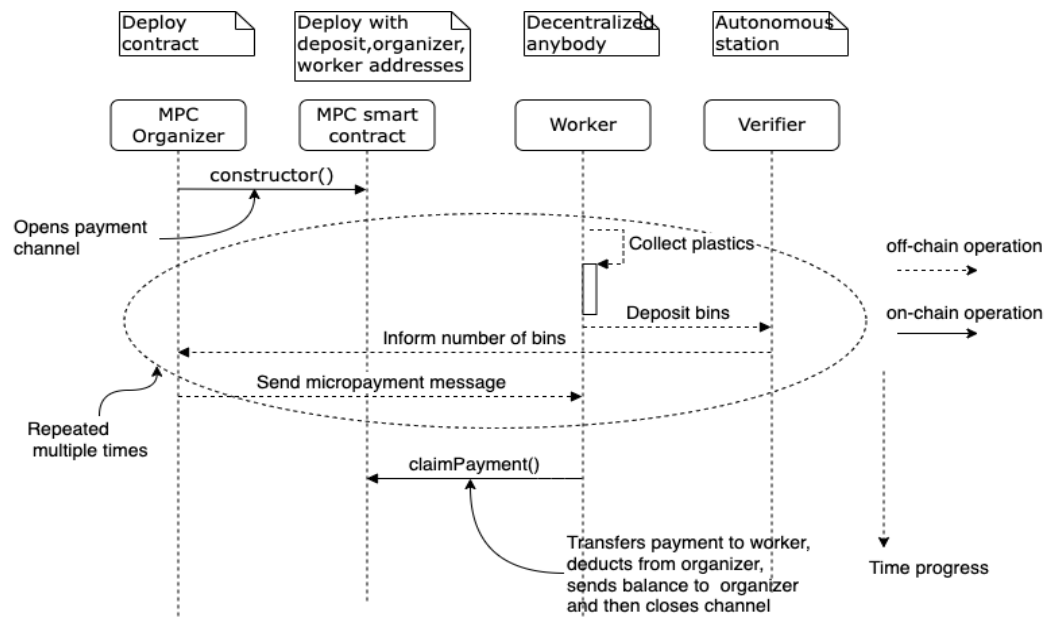 Deploy
contract
Deploy with
deposit,organizer,
worker addresses
Decentralized
anybody
Autonomous
station
MPC
Organizer
MPC smart
contract
Worker
Verifier
constructor()
Opens payment
channel
Collect plastics
off-chain operation
Deposit bins
on-chain operation
Inform number of bins
Send micropayment message
Repeated
multiple times
claimPayment()
Transfers payment to worker,
deducts from organizer,
sends balance to organizer
and then closes channel
Time progress